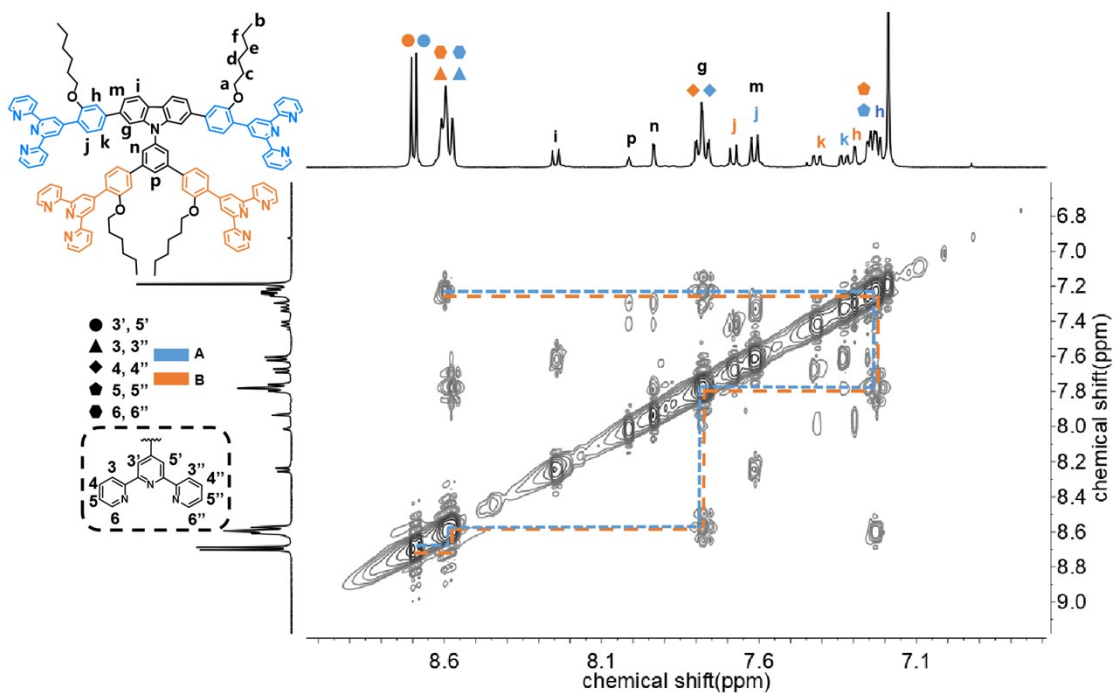 b
f
e
d
c
a
O
O
i
m
h
g
N
j
k
n
p
O
O
N
N
N
N
N
N
N
N
N
N
N
N
g
m
i
p
n
j
j
k
k
h
h
3', 5'
3, 3''
4, 4''
5, 5''
6, 6''
A
B
3' 5'
3 3''
4 4''
N N N
5 5''
6 6''
6.8
7.0
7.2
7.4
7.6
7.8
8.0
8.2
8.4
8.6
8.8
9.0
chemical shift(ppm)
8.6 8.1 7.6 7.1
chemical shift(ppm)